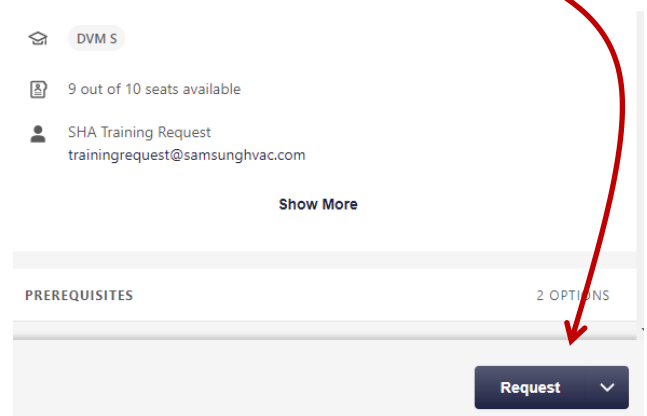 DVM S
9 out of 10 seats available
SHA Training Request
trainingrequest@samsunghvac.com
Show More
PREREQUISITES 2 OPTIONS
Request